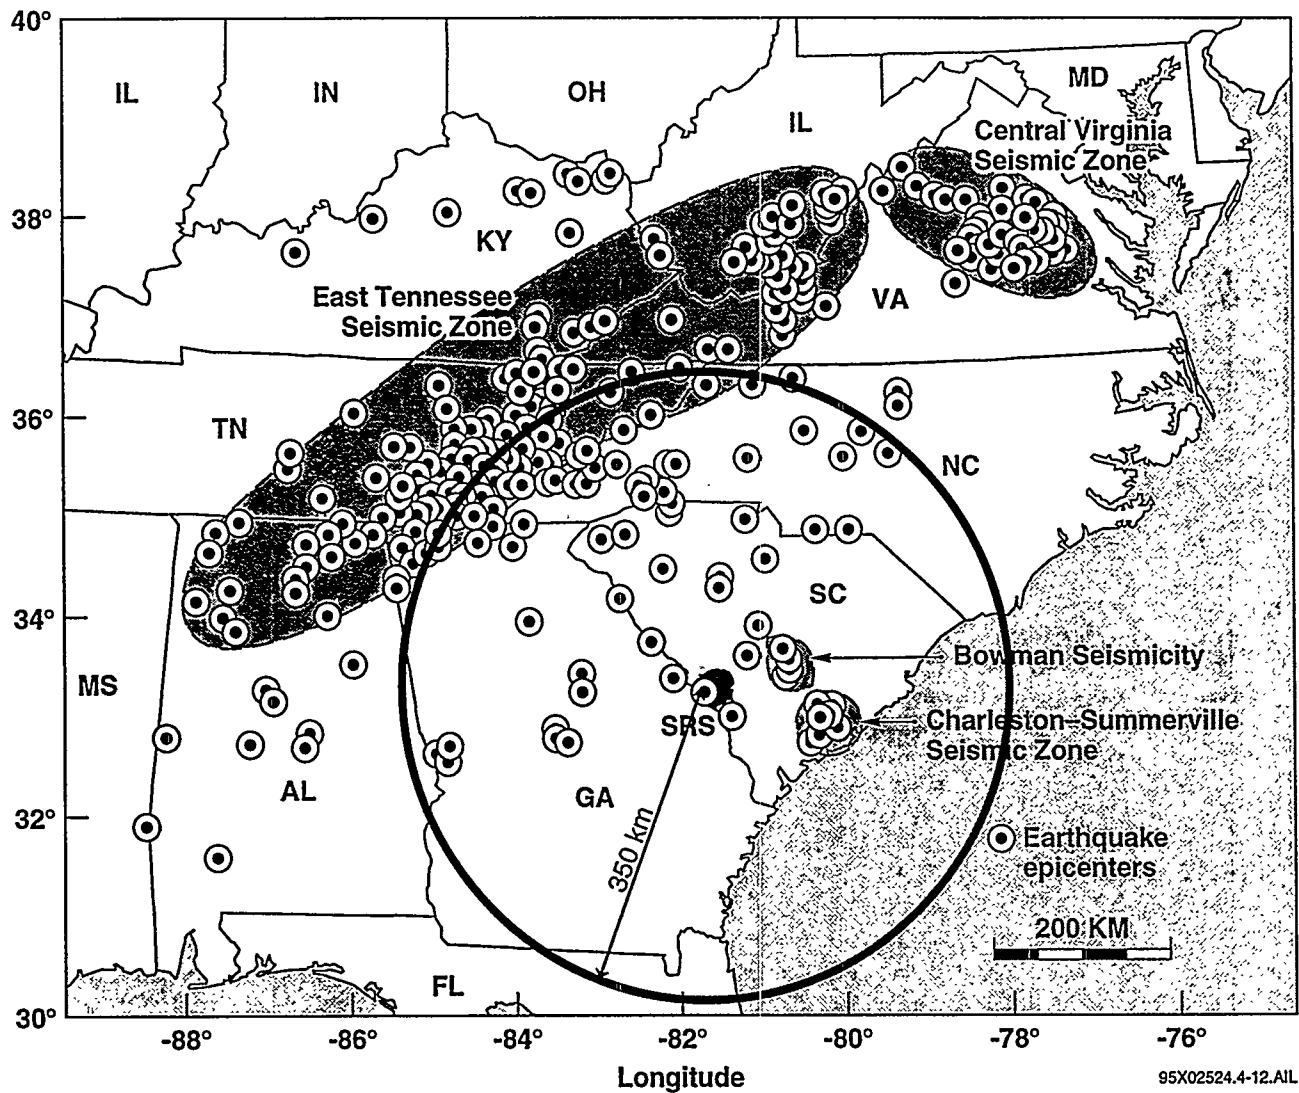 40°
IL
IN
OH
IL
MD
Central Virginia
Seismic Zone
38°
KY
East Tennessee
Seismic Zone
VA
36°
TN
NC
SC
34°
Bowman Seismicity
MS
SRS
Charleston–Summerville
Seismic Zone
AL
GA
32°
350 km
Earthquake
epicenters
200 KM
FL
30°
-88° -86° -84° -82° -80° -78° -76°
Longitude
95X02524.4-12.AIL